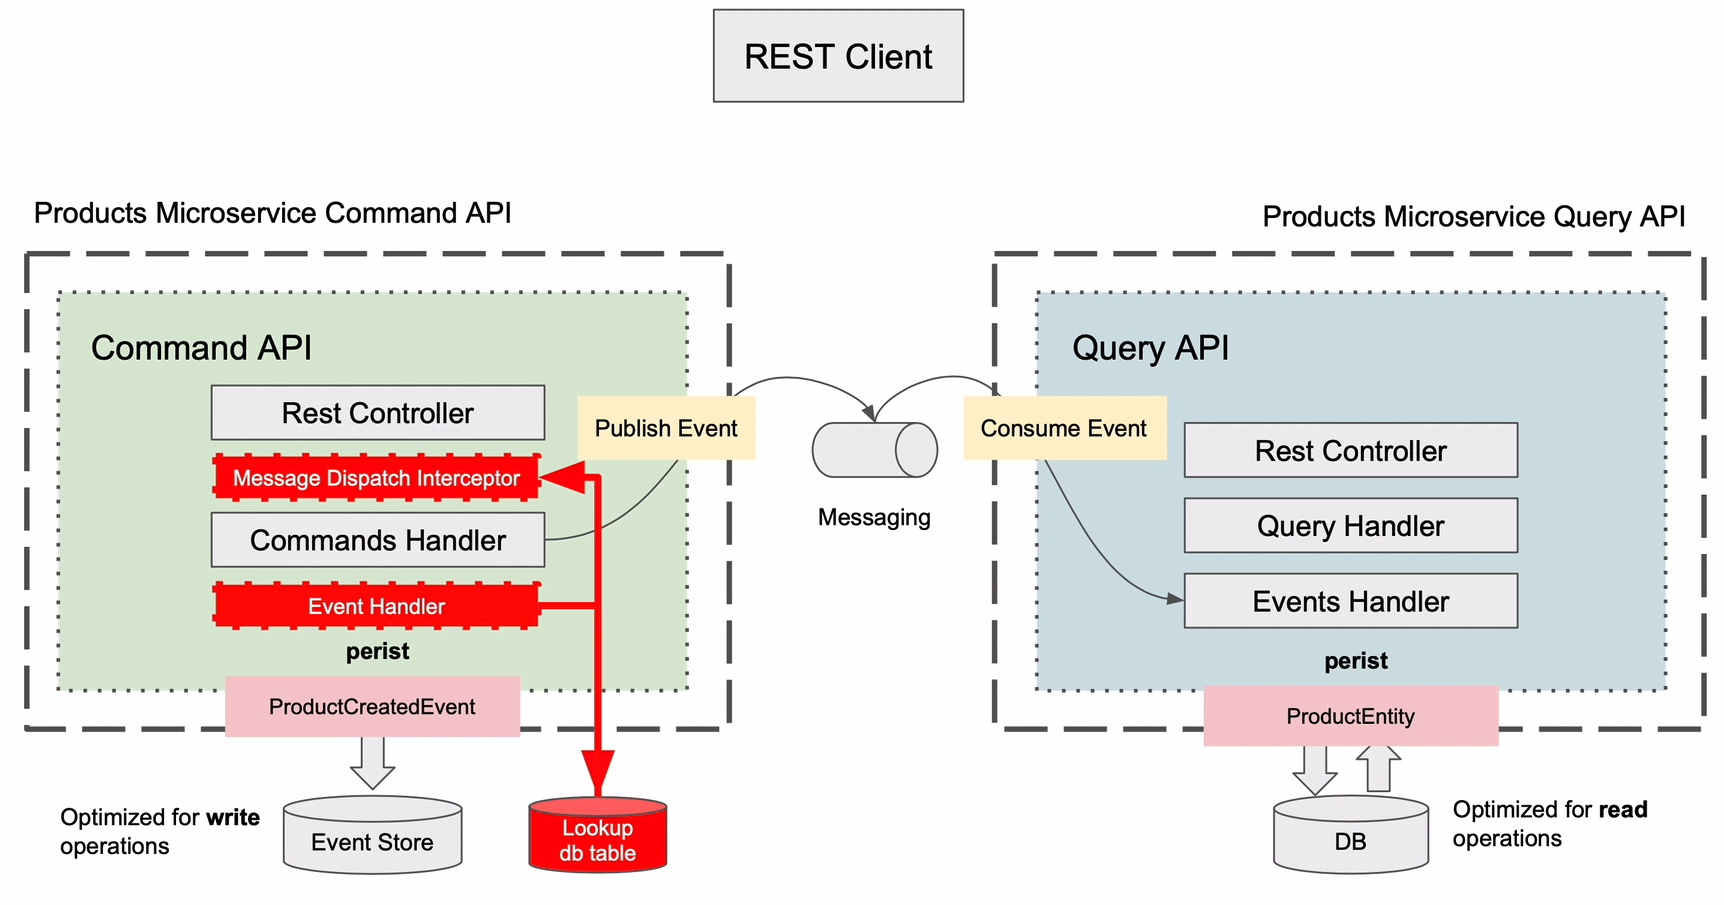 REST Client
Products Microservice Command API
Products Microservice Query API
Command API
Rest Controller
Message Dispatch Interceptor
Commands Handler
Event Handler
perist
ProductCreatedEvent
Publish Event
Messaging
Consume Event
Query API
Rest Controller
Query Handler
Events Handler
perist
ProductEntity
Optimized for write
operations
Event Store
Lookup
db table
DB
Optimized for read
operations